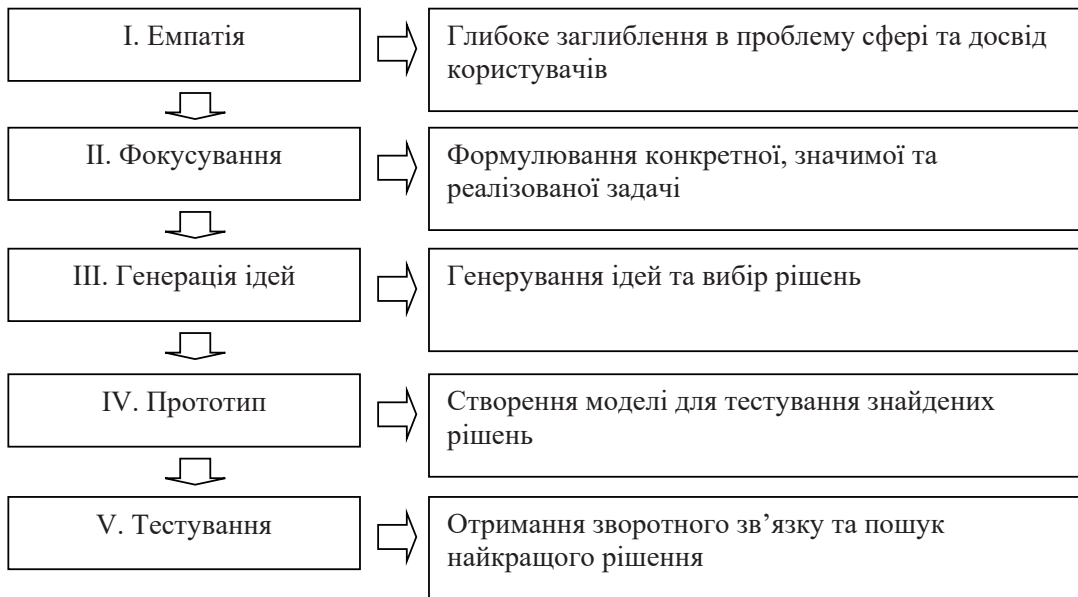 І. Емпатія
Глибоке заглиблення в проблему сфері та досвід
користувачів
ІІ. Фокусування
Формулювання конкретної, значимої та
реалізованої задачі
ІІІ. Генерація ідей
Генерування ідей та вибір рішень
IV. Прототип
Створення моделі для тестування знайдених
рішень
V. Тестування
Отримання зворотного зв’язку та пошук
найкращого рішення